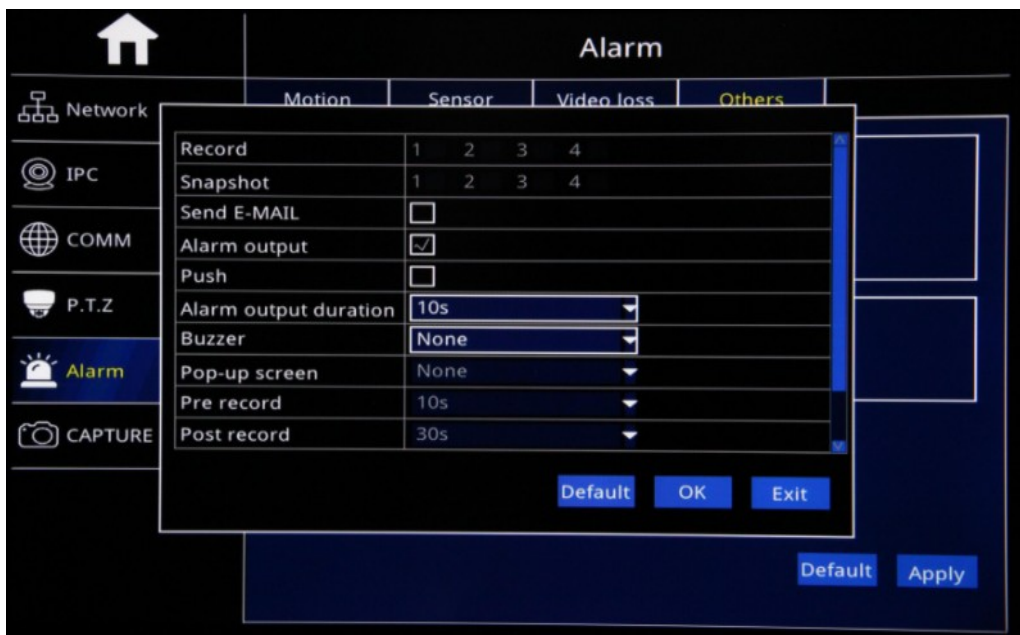 Alarm
Network
IPC
COMM
P.T.Z
Alarm
CAPTURE
Motion Sensor Video loss Others
Record 1 2 3 4
Snapshot 1 2 3 4
Send E-MAIL
Alarm output
Push
Alarm output duration 10s
Buzzer None
Pop-up screen None
Pre record 10s
Post record 30s
Default OK Exit
Default Apply